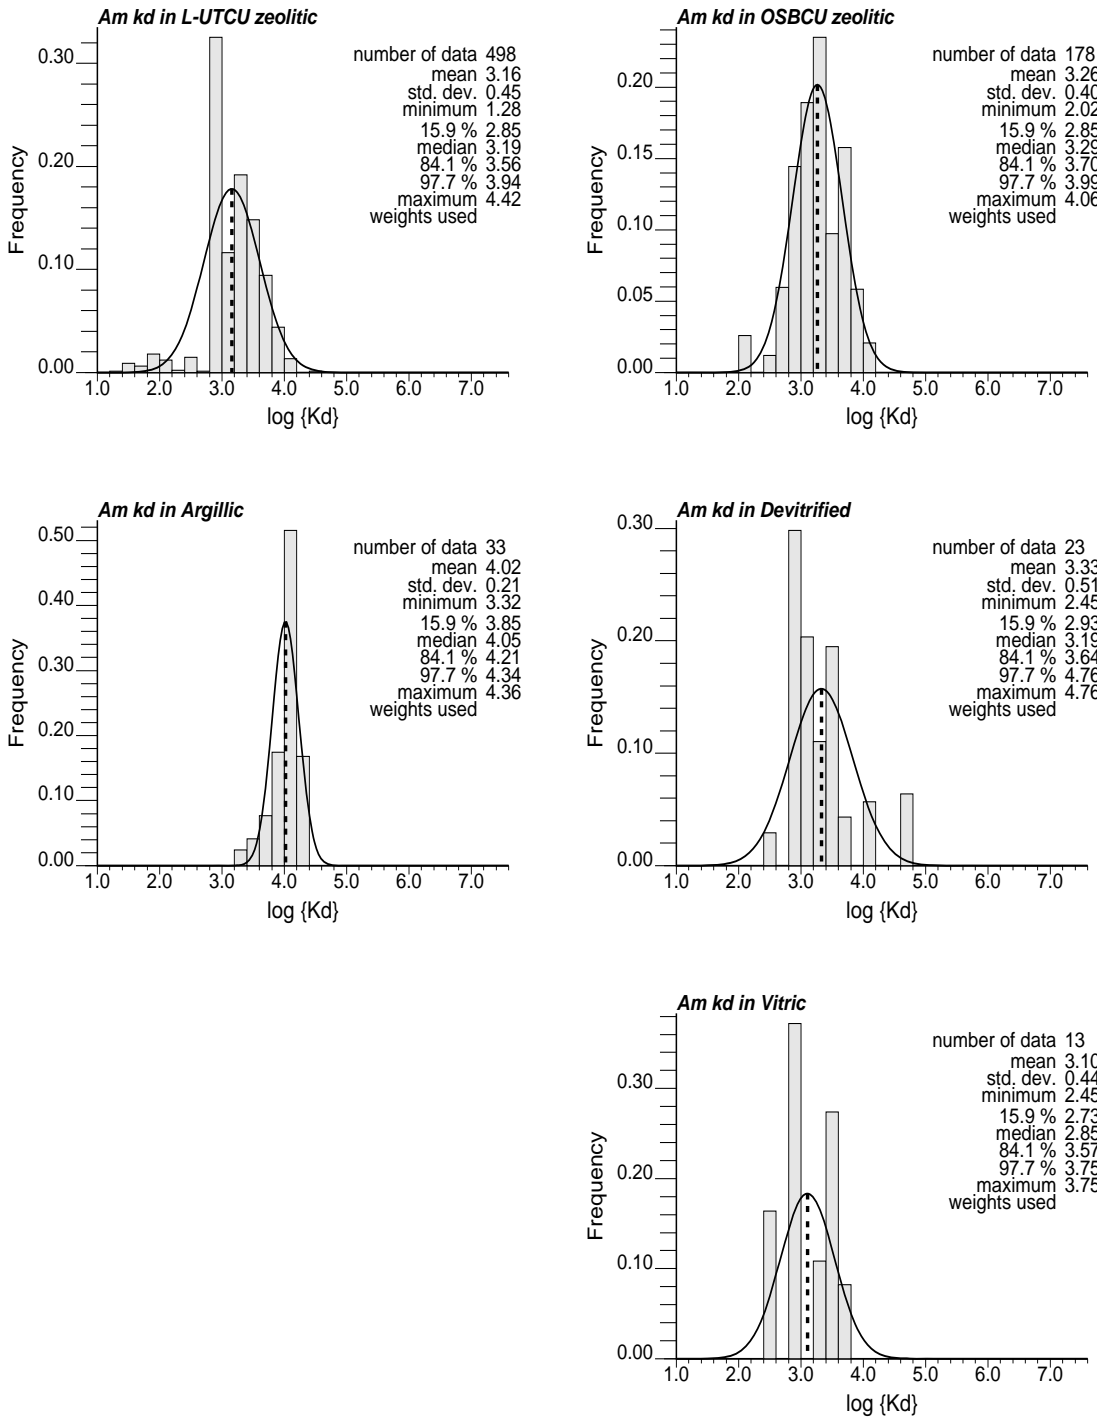 Am kd in L-UTCU zeolitic
number of data 498
mean 3.16
std. dev. 0.45
minimum 1.28
15.9 % 2.85
median 3.19
84.1 % 3.56
97.7 % 3.94
maximum 4.42
weights used
Frequency
0.30
0.20
0.10
0.00
1.0 2.0 3.0 4.0 5.0 6.0 7.0
log {Kd}
Am kd in OSBCU zeolitic
number of data 178
mean 3.26
std. dev. 0.40
minimum 2.02
15.9 % 2.85
median 3.29
84.1 % 3.70
97.7 % 3.99
maximum 4.06
weights used
Frequency
0.20
0.15
0.10
0.05
0.00
1.0 2.0 3.0 4.0 5.0 6.0 7.0
log {Kd}
Am kd in Argillic
number of data 33
mean 4.02
std. dev. 0.21
minimum 3.32
15.9 % 3.85
median 4.05
84.1 % 4.21
97.7 % 4.34
maximum 4.36
weights used
Frequency
0.50
0.40
0.30
0.20
0.10
0.00
1.0 2.0 3.0 4.0 5.0 6.0 7.0
log {Kd}
Am kd in Devitrified
number of data 23
mean 3.33
std. dev. 0.51
minimum 2.45
15.9 % 2.93
median 3.19
84.1 % 3.64
97.7 % 4.76
maximum 4.76
weights used
Frequency
0.30
0.20
0.10
0.00
1.0 2.0 3.0 4.0 5.0 6.0 7.0
log {Kd}
Am kd in Vitric
number of data 13
mean 3.10
std. dev. 0.44
minimum 2.45
15.9 % 2.73
median 2.85
84.1 % 3.57
97.7 % 3.75
maximum 3.75
weights used
Frequency
0.30
0.20
0.10
0.00
1.0 2.0 3.0 4.0 5.0 6.0 7.0
log {Kd}